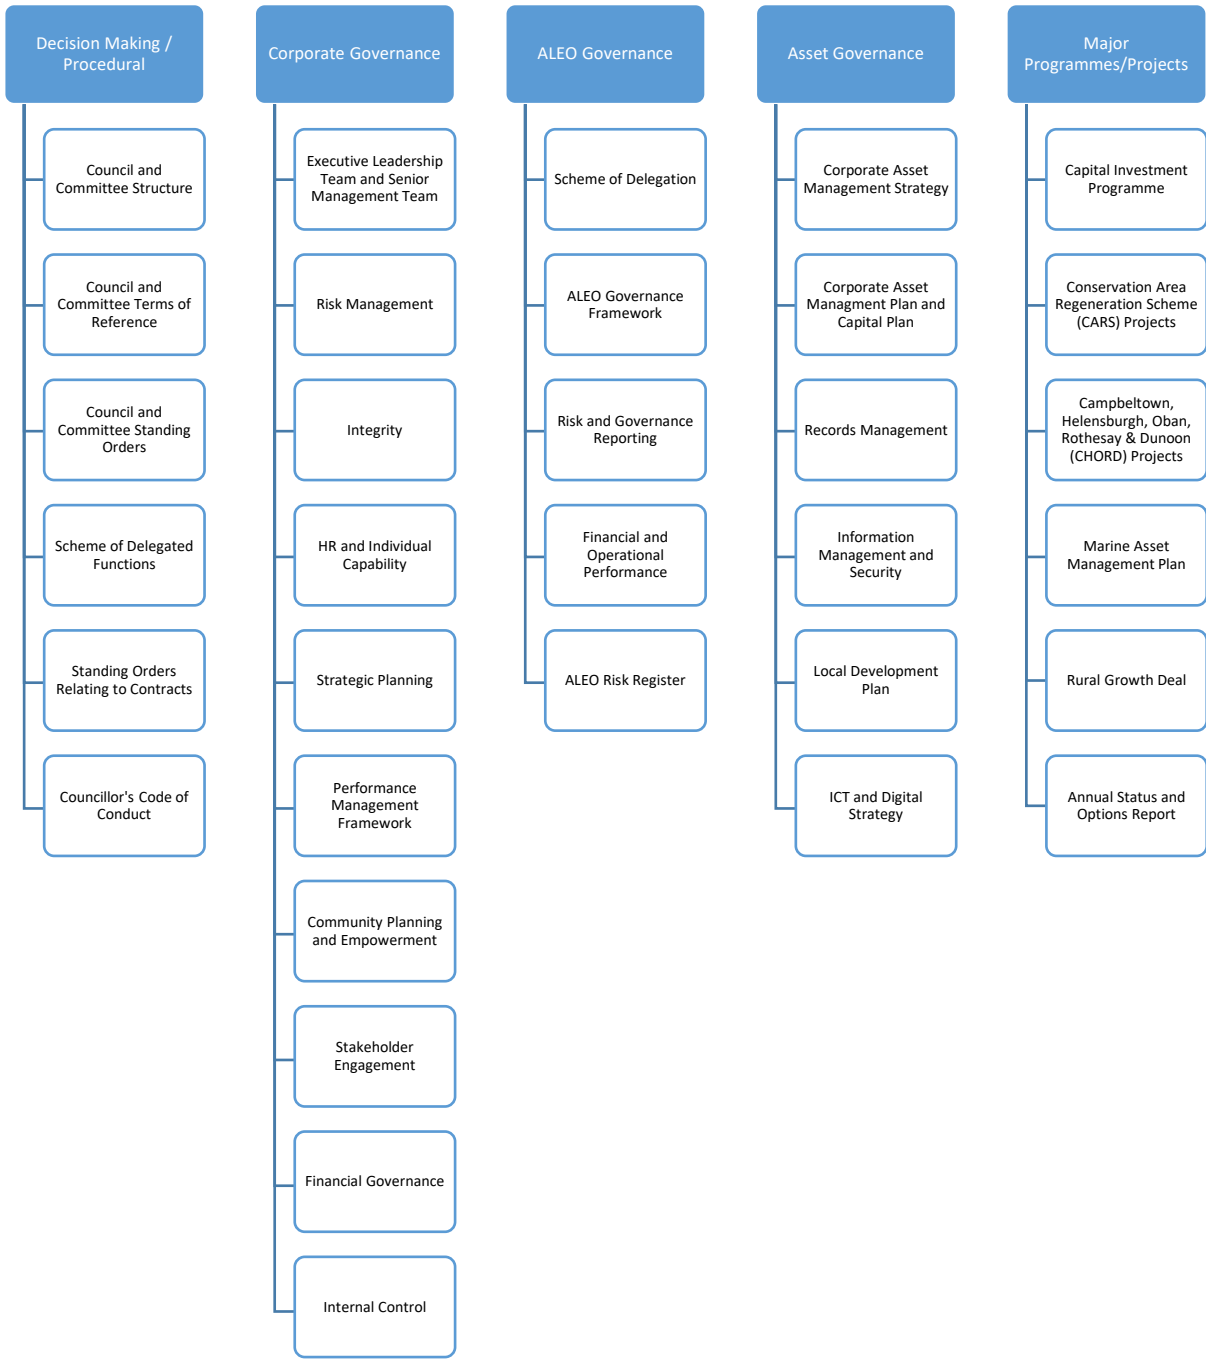 Decision Making /
Procedural
Council and
Committee Structure
Council and
Committee Terms of
Reference
Council and
Committee Standing
Orders
Scheme of Delegated
Functions
Standing Orders
Relating to Contracts
Councillor's Code of
Conduct
Corporate Governance
Executive Leadership
Team and Senior
Management Team
Risk Management
Integrity
HR and Individual
Capability
Strategic Planning
Performance
Management
Framework
Community Planning
and Empowerment
Stakeholder
Engagement
Financial Governance
Internal Control
ALEO Governance
Scheme of Delegation
ALEO Governance
Framework
Risk and Governance
Reporting
Financial and
Operational
Performance
ALEO Risk Register
Asset Governance
Corporate Asset
Management Strategy
Corporate Asset
Managment Plan and
Capital Plan
Records Management
Information
Management and
Security
Local Development
Plan
ICT and Digital
Strategy
Major
Programmes/Projects
Capital Investment
Programme
Conservation Area
Regeneration Scheme
(CARS) Projects
Campbeltown,
Helensburgh, Oban,
Rothesay & Dunoon
(CHORD) Projects
Marine Asset
Management Plan
Rural Growth Deal
Annual Status and
Options Report